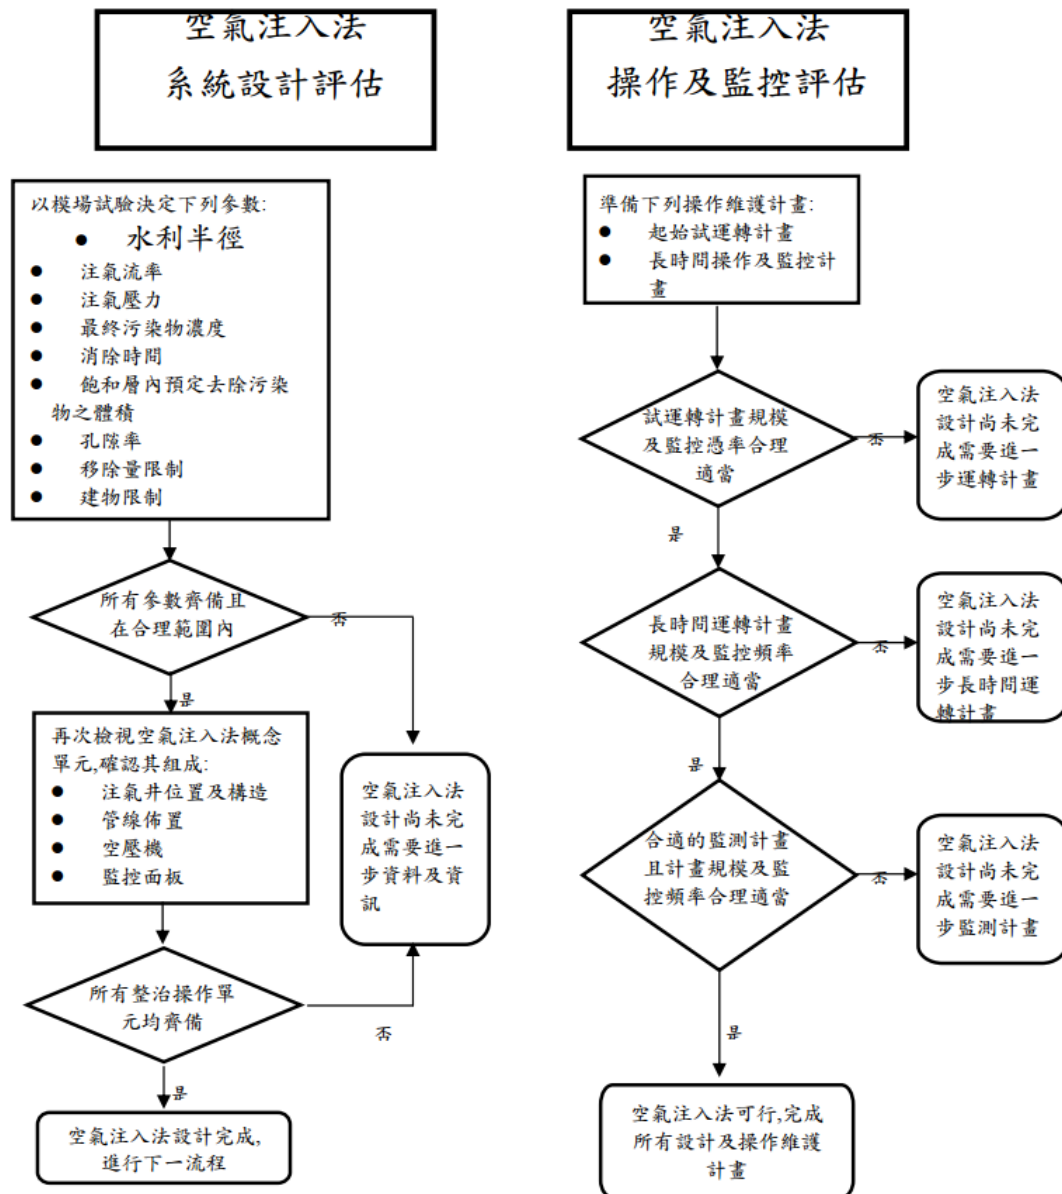 空氣注入法
系統設計評估
以模場試驗決定下列參數:
● 水利半徑
● 注氣流率
● 注氣壓力
● 最終污染物濃度
● 消除時間
● 飽和層內預定去除污染
物之體積
● 孔隙率
● 移除量限制
● 建物限制
所有參數齊備且
在合理範圍內
否
是
再次檢視空氣注入法概念
單元,確認其組成:
● 注氣井位置及構造
● 管線佈置
● 空壓機
● 監控面板
空氣注入法
設計尚未完
成需要進一
步資料及資
訊
所有整治操作單
元均齊備
否
是
空氣注入法設計完成,
進行下一流程
空氣注入法
操作及監控評估
準備下列操作維護計畫:
● 起始試運轉計畫
● 長時間操作及監控計
畫
試運轉計畫規模
及監控憑率合理
適當
否
空氣注入法
設計尚未完
成需要進一
步運轉計畫
是
長時間運轉計畫
規模及監控頻率
合理適當
否
空氣注入法
設計尚未完
成需要進一
步長時間運
轉計畫
是
合適的監測計畫
且計畫規模及監
控頻率合理適當
否
空氣注入法
設計尚未完
成需要進一
步監測計畫
是
空氣注入法可行,完成
所有設計及操作維護
計畫